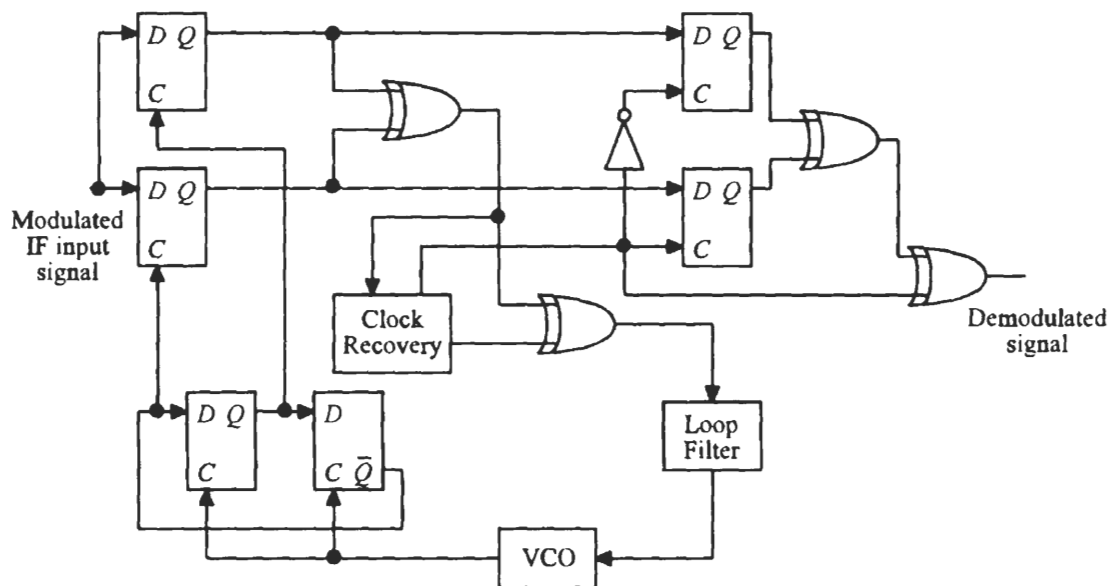 D Q
C
D Q
C
D Q
C
D Q
C
Modulated
IF input
signal
Clock
Recovery
Demodulated
signal
D Q
C
D
C Q̄
Loop
Filter
VCO